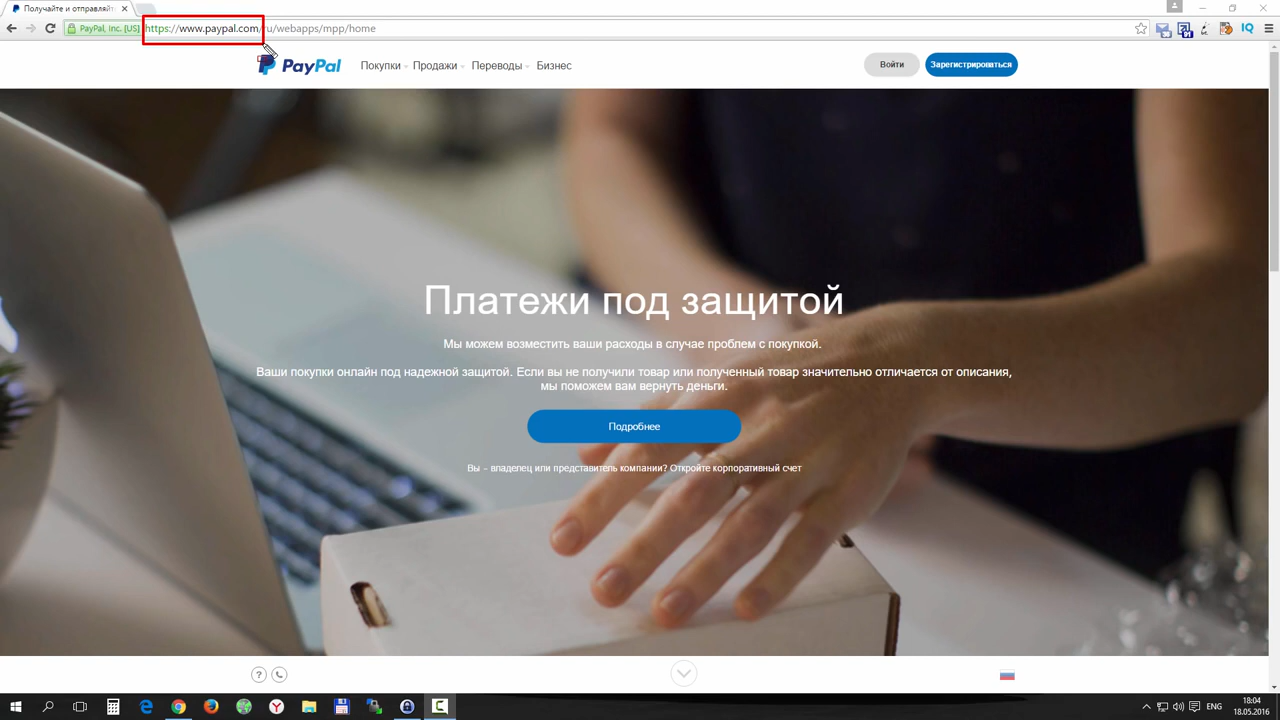 Получайте и отправляйт
PayPal, Inc. [US]
https://www.paypal.com/ru/webapps/mpp/home
91
IQ
PayPal
Покупки
Продажи
Переводы
Бизнес
Войти
Зарегистрироваться
Платежи под защитой
Мы можем возместить ваши расходы в случае проблем с покупкой.
Ваши покупки онлайн под надежной защитой. Если вы не получили товар или полученный товар значительно отличается от описания,
мы поможем вам вернуть деньги.
Подробнее
Вы – владелец или представитель компании? Откройте корпоративный счет
?
ENG
18:04
18.05.2016